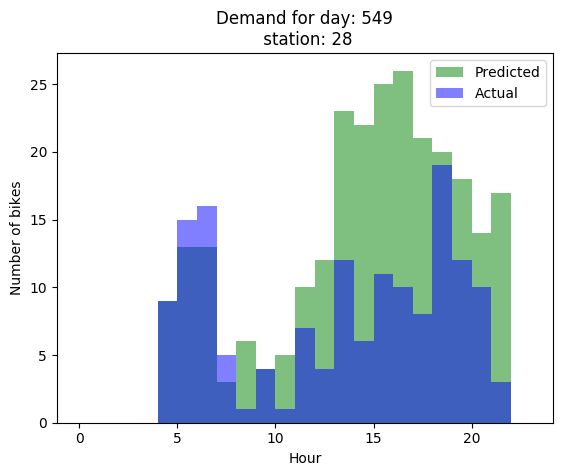 Demand for day: 549
station: 28
Predicted
Actual
Number of bikes
25
20
15
10
5
0
0
5
10
15
20
Hour